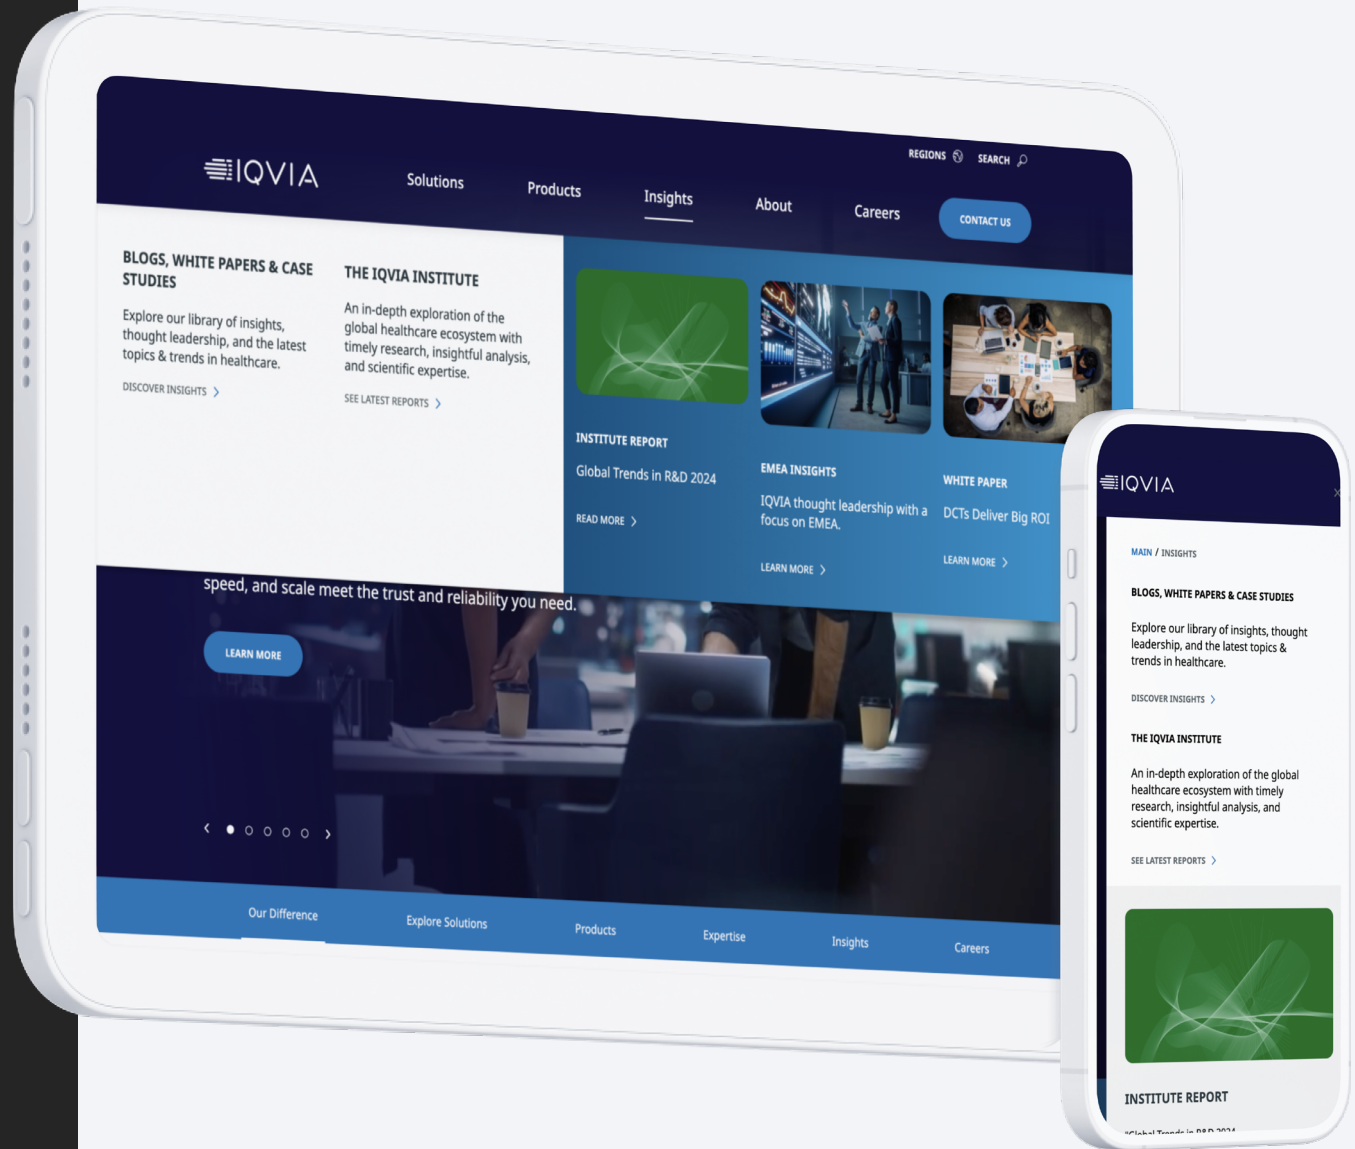 REGIONS SEARCH
IQVIA
Solutions
Products
Insights
About
Careers
CONTACT US
BLOGS, WHITE PAPERS & CASE
STUDIES
Explore our library of insights,
thought leadership, and the latest
topics & trends in healthcare.
DISCOVER INSIGHTS
THE IQVIA INSTITUTE
An in-depth exploration of the
global healthcare ecosystem with
timely research, insightful analysis,
and scientific expertise.
SEE LATEST REPORTS
INSTITUTE REPORT
Global Trends in R&D 2024
READ MORE
EMEA INSIGHTS
IQVIA thought leadership with a
focus on EMEA.
LEARN MORE
WHITE PAPER
DCTs Deliver Big ROI
LEARN MORE
speed, and scale meet the trust and reliability you need.
LEARN MORE
Our Difference
Explore Solutions
Products
Expertise
Insights
Careers
IQVIA
MAIN / INSIGHTS
BLOGS, WHITE PAPERS & CASE STUDIES
Explore our library of insights, thought
leadership, and the latest topics &
trends in healthcare.
DISCOVER INSIGHTS
THE IQVIA INSTITUTE
An in-depth exploration of the global
healthcare ecosystem with timely
research, insightful analysis, and
scientific expertise.
SEE LATEST REPORTS
INSTITUTE REPORT
"Global Trends in R&D 2024